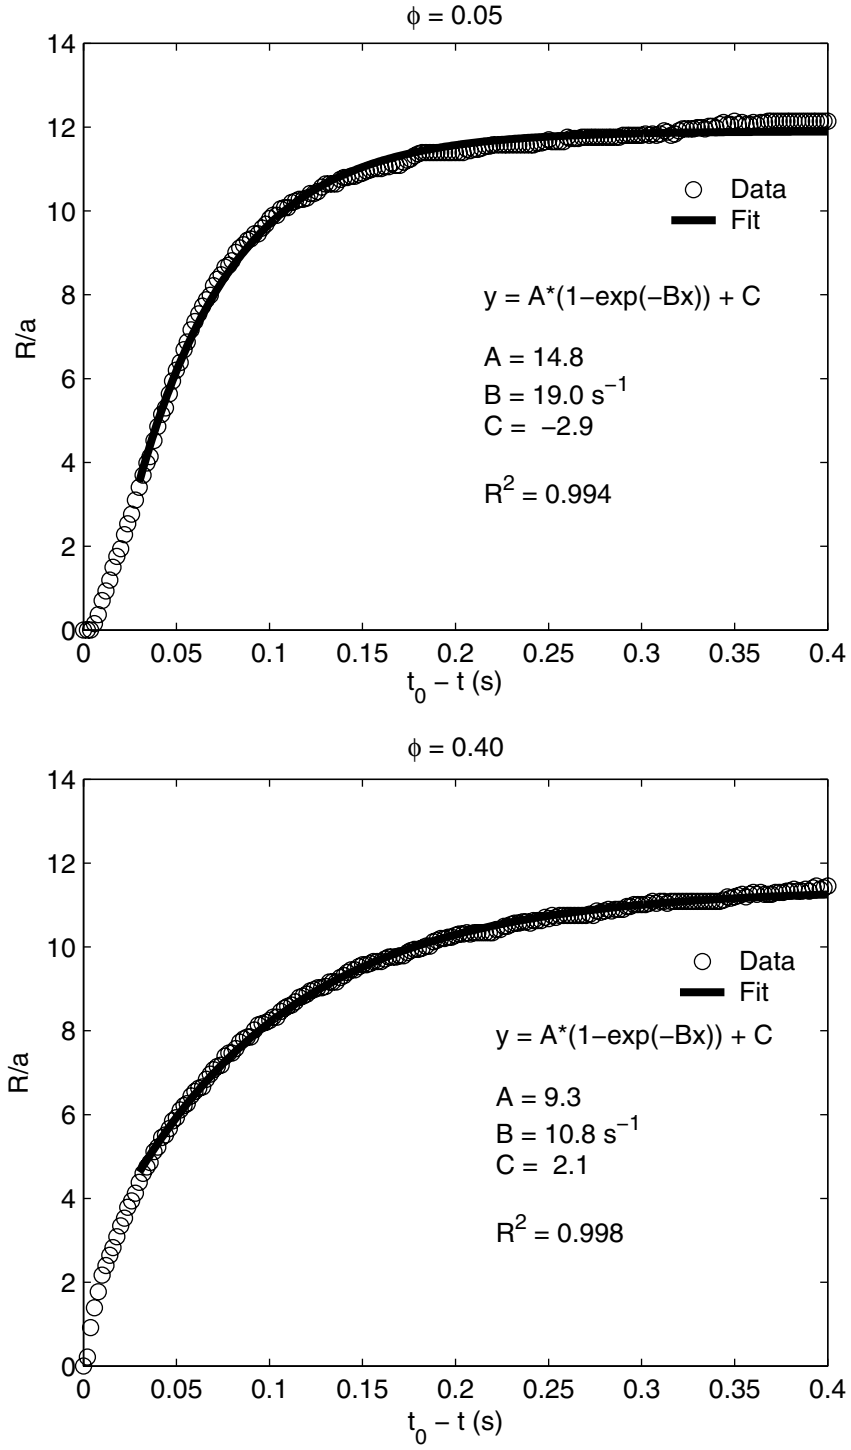 ϕ = 0.05
14
12
10
8
6
4
2
0
R/a
Data
Fit
y = A*(1−exp(−Bx)) + C
A = 14.8
B = 19.0 s⁻¹
C = −2.9
R² = 0.994
0 0.05 0.1 0.15 0.2 0.25 0.3 0.35 0.4
t₀ − t (s)
ϕ = 0.40
14
12
10
8
6
4
2
0
R/a
Data
Fit
y = A*(1−exp(−Bx)) + C
A = 9.3
B = 10.8 s⁻¹
C = 2.1
R² = 0.998
0 0.05 0.1 0.15 0.2 0.25 0.3 0.35 0.4
t₀ − t (s)